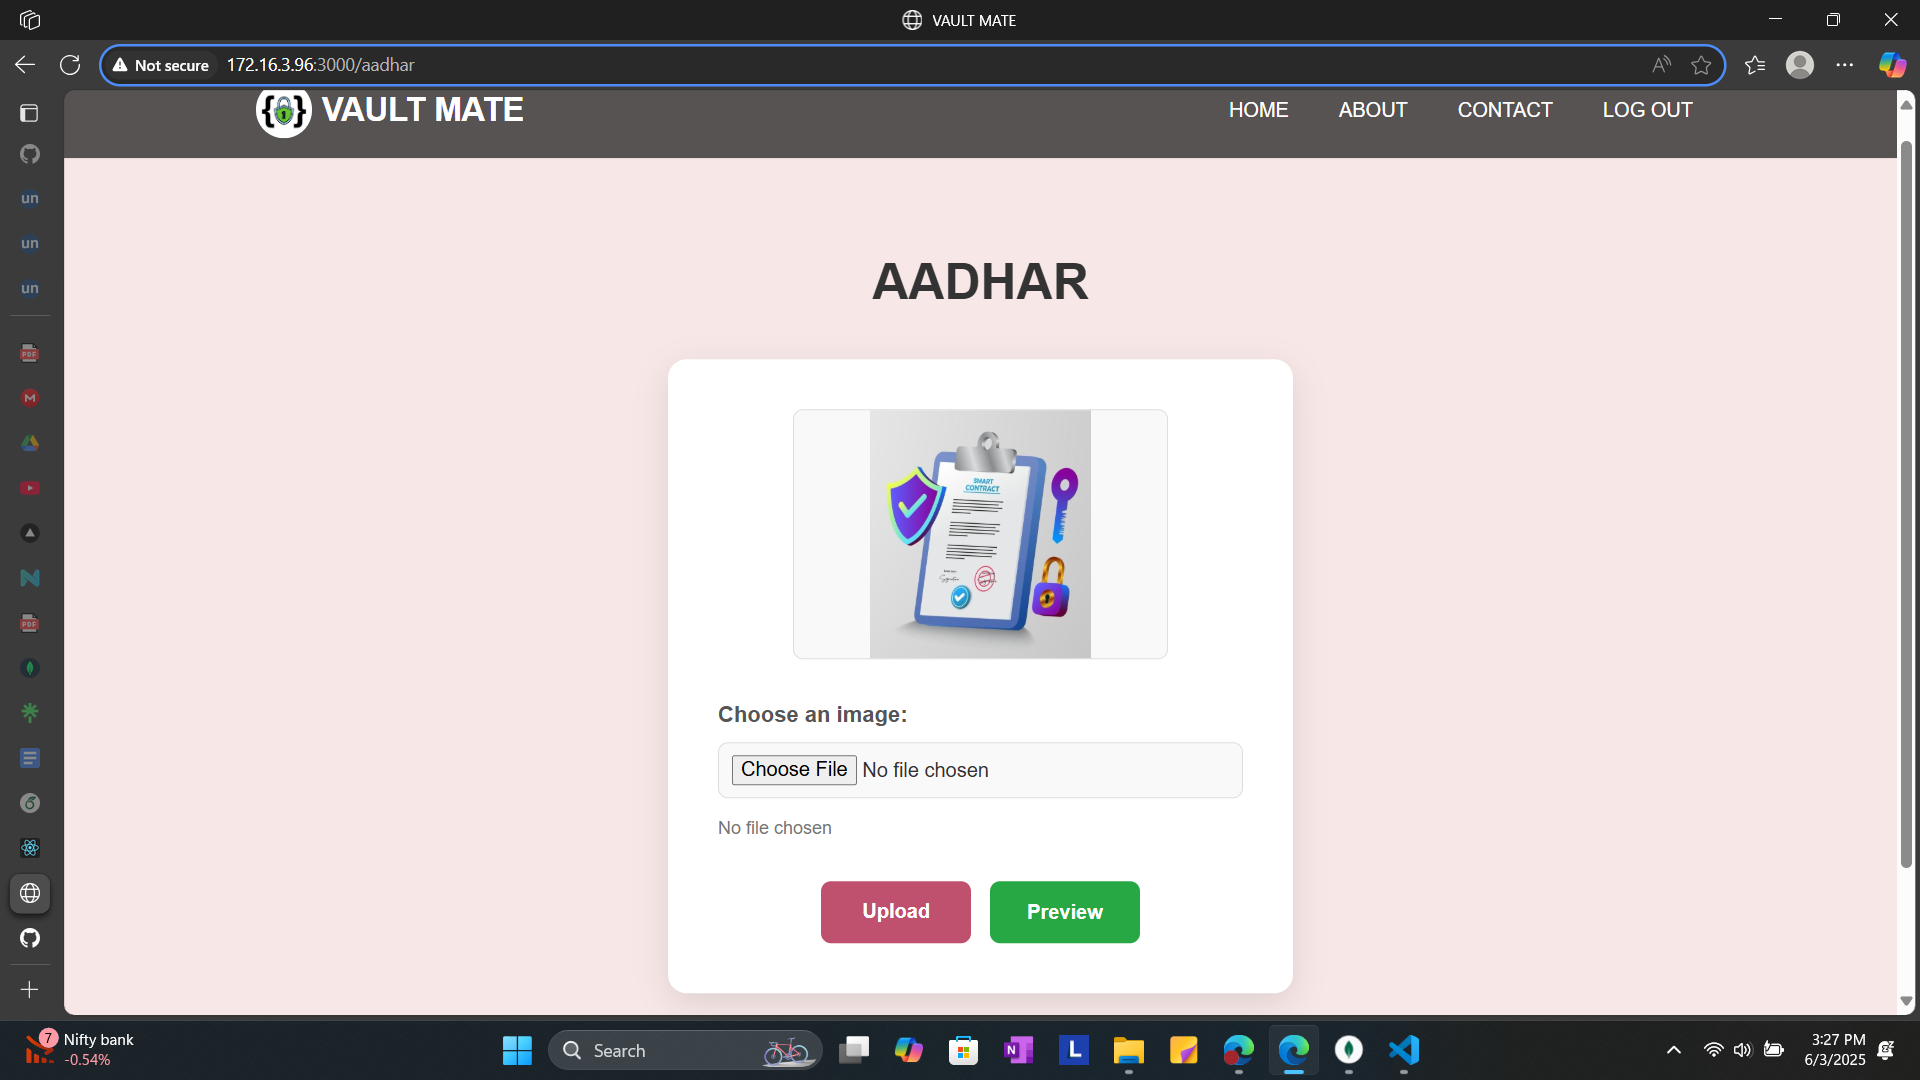 VAULT MATE
Not secure
172.16.3.96:3000/aadhar
VAULT MATE
HOME
ABOUT
CONTACT
LOG OUT
un
un
un
PDF
M
PDF
AADHAR
SMART
CONTRACT
Choose an image:
Choose File No file chosen
No file chosen
Upload
Preview
7
Nifty bank
-0.54%
Search
N
L
3:27 PM
6/3/2025